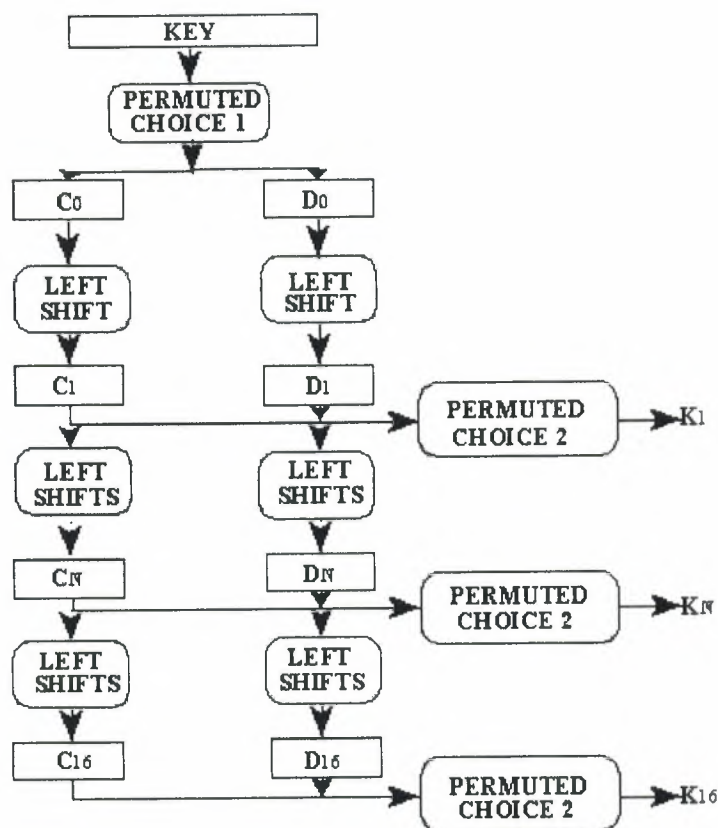 KEY
PERMUTED
CHOICE 1
C0 D0
LEFT
SHIFT
LEFT
SHIFT
C1 D1
PERMUTED
CHOICE 2
K1
LEFT
SHIFTS
LEFT
SHIFTS
CN DN
PERMUTED
CHOICE 2
KN
LEFT
SHIFTS
LEFT
SHIFTS
C16 D16
PERMUTED
CHOICE 2
K16